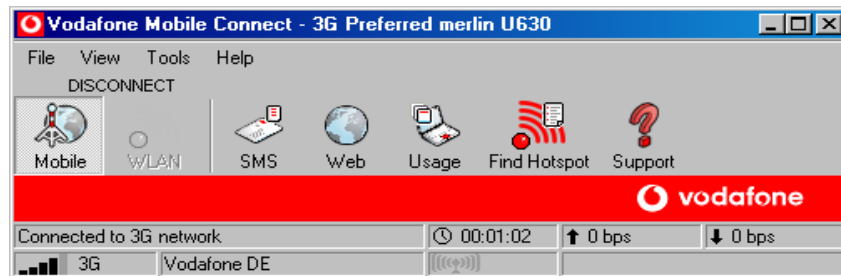 Vodafone Mobile Connect - 3G Preferred merlin U630
File View Tools Help
DISCONNECT
Mobile WLAN SMS Web Usage Find Hotspot Support
vodafone
Connected to 3G network 00:01:02 0 bps 0 bps
3G Vodafone DE